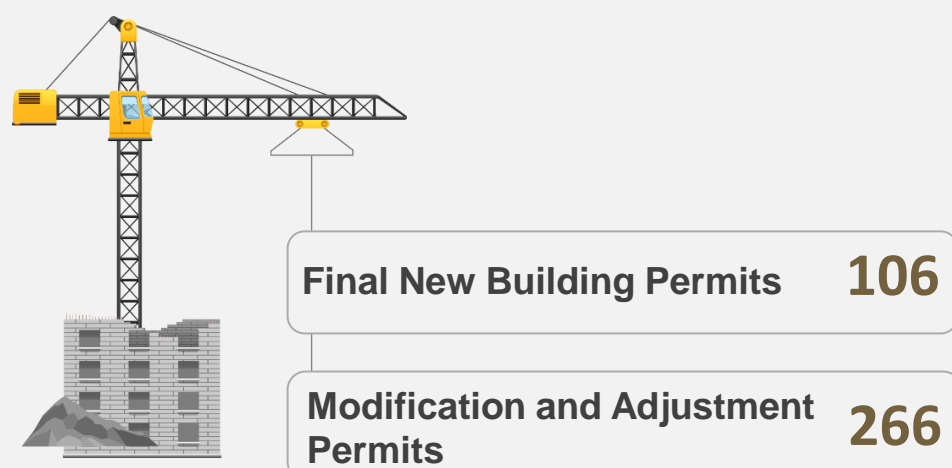 Final New Building Permits 106
Modification and Adjustment
Permits 266